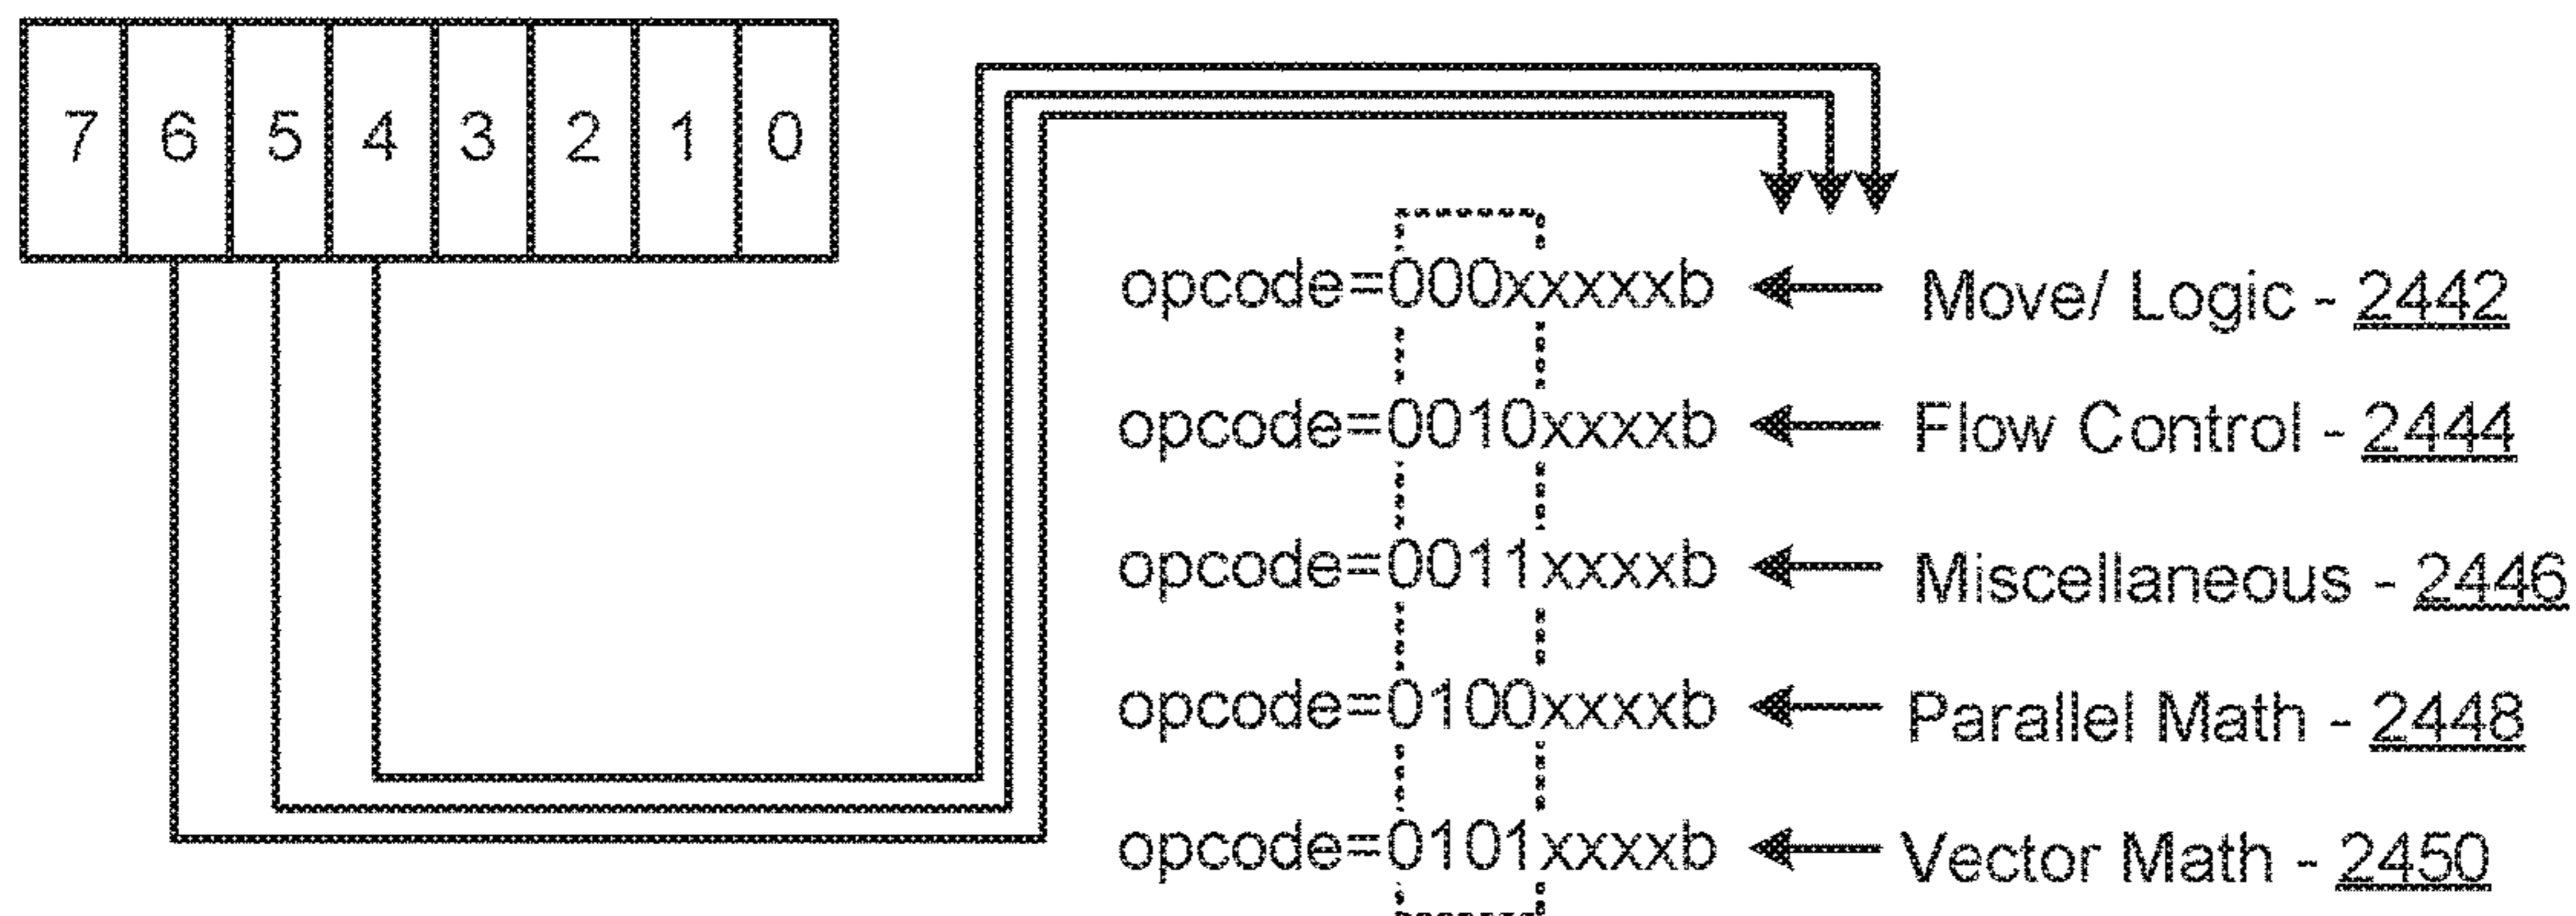 7 6 5 4 3 2 1 0
opcode=000xxxxxb Move/ Logic - 2442
opcode=0010xxxxb Flow Control - 2444
opcode=0011xxxxb Miscellaneous - 2446
opcode=0100xxxxb Parallel Math - 2448
opcode=0101xxxxb Vector Math - 2450